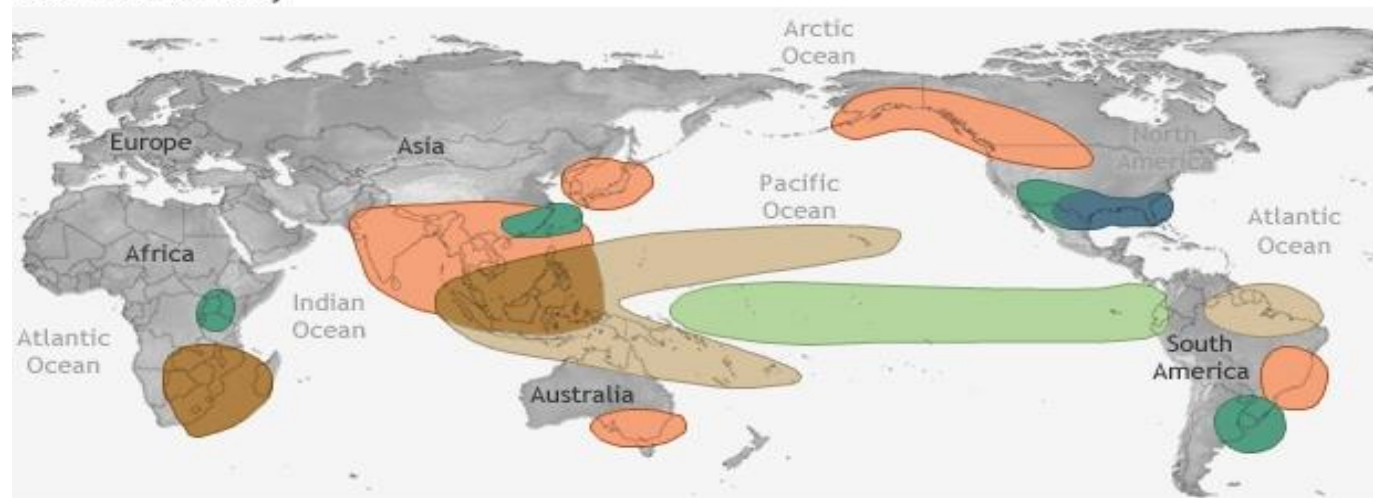 Arctic
Ocean
Europe
Asia
North
America
Pacific
Ocean
Atlantic
Ocean
Africa
Indian
Ocean
Atlantic
Ocean
South
America
Australia